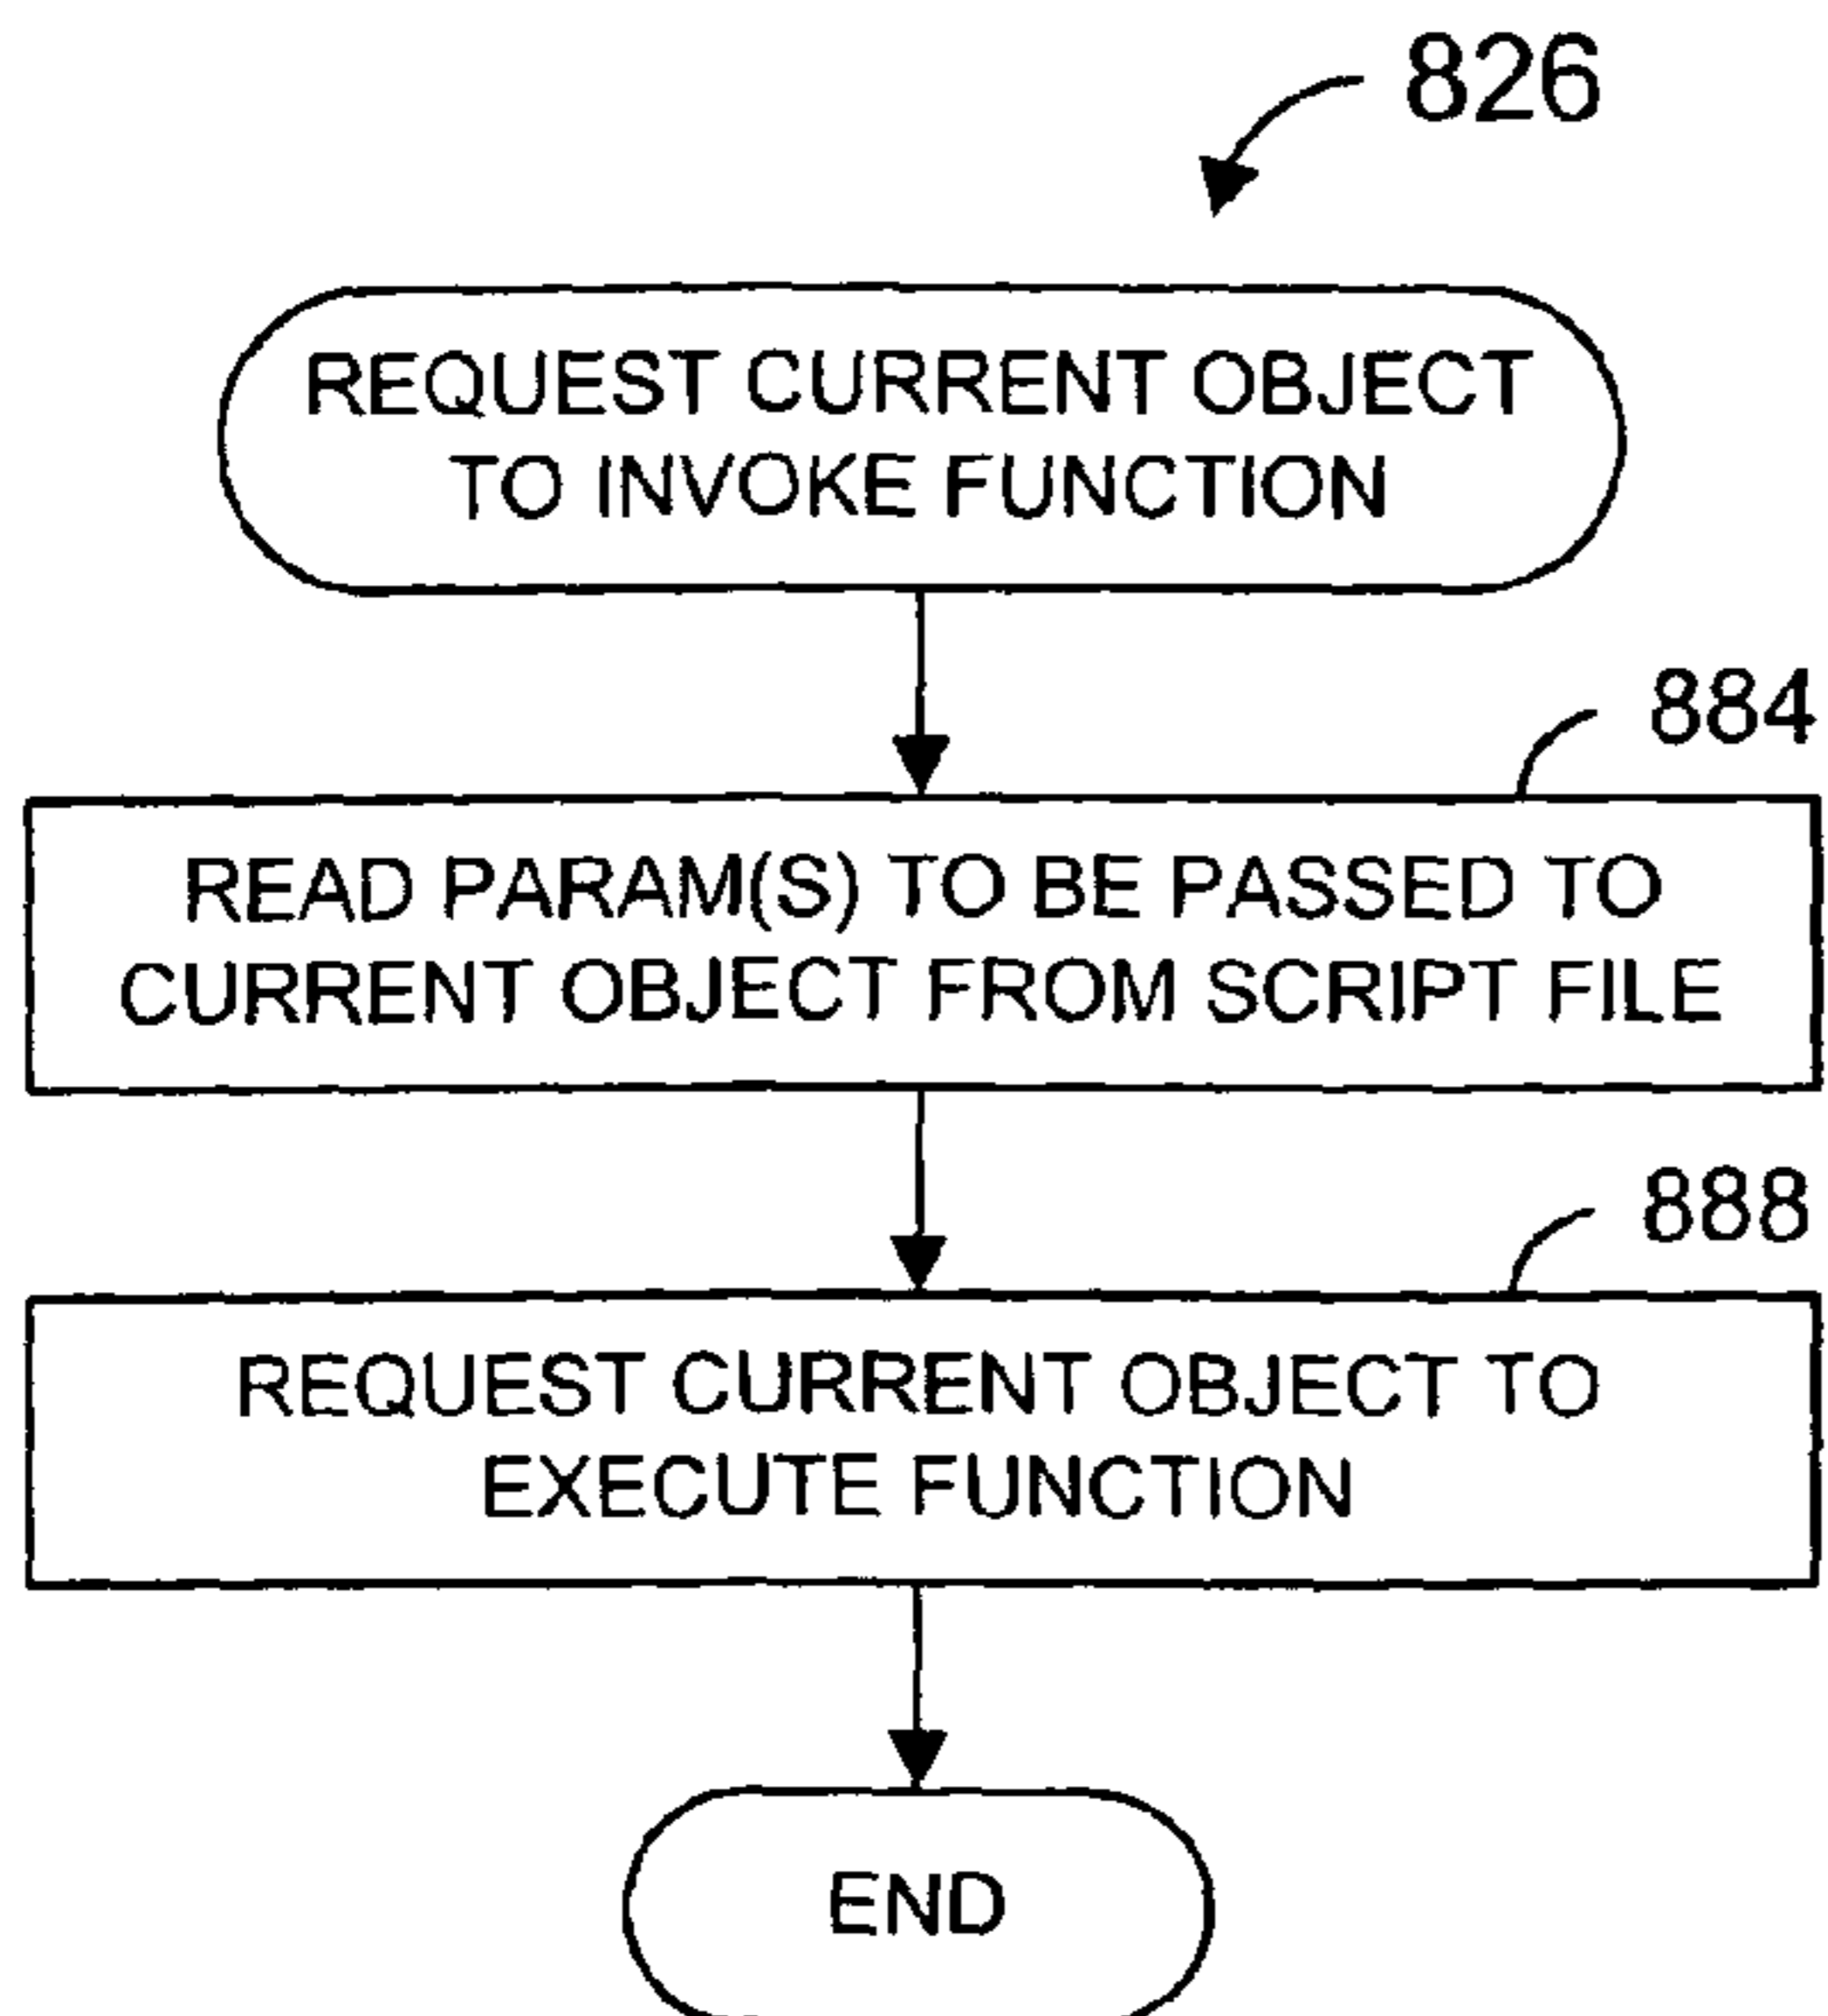 826
REQUEST CURRENT OBJECT
TO INVOKE FUNCTION
884
READ PARAM(S) TO BE PASSED TO
CURRENT OBJECT FROM SCRIPT FILE
888
REQUEST CURRENT OBJECT TO
EXECUTE FUNCTION
END